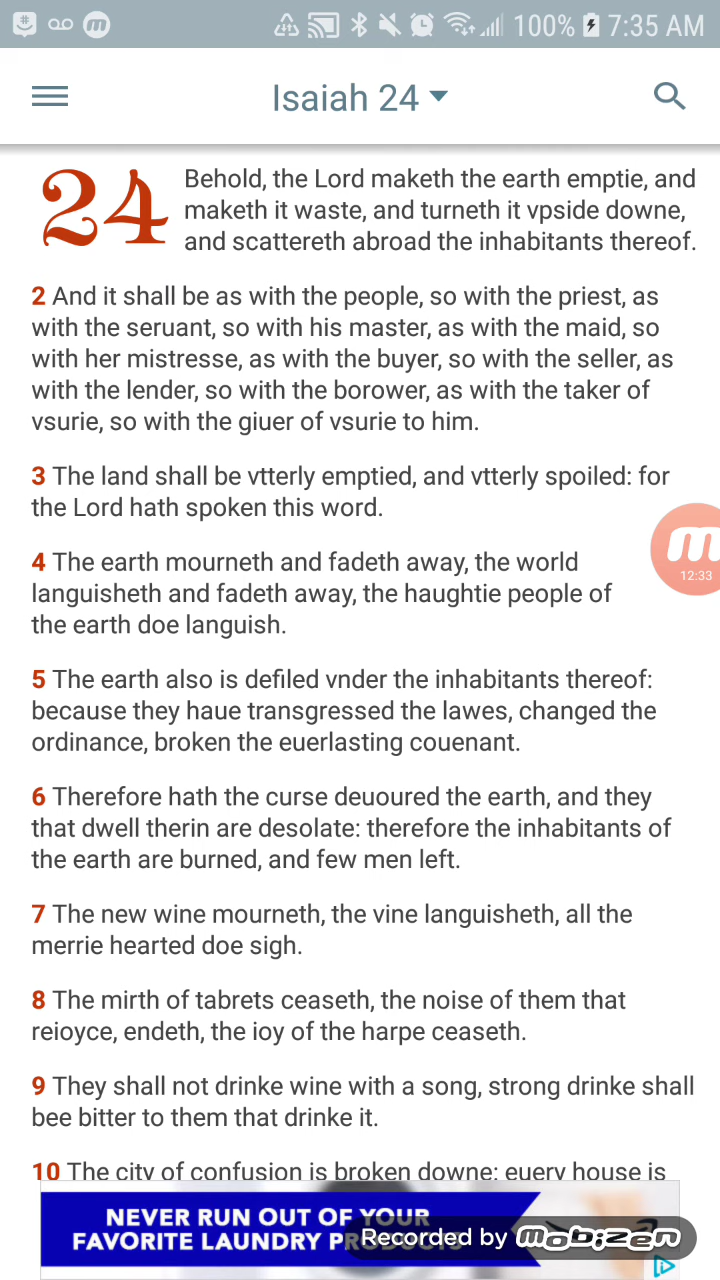 100% 7:35 AM
Isaiah 24
24 Behold, the Lord maketh the earth emptie, and
maketh it waste, and turneth it vpside downe,
and scattereth abroad the inhabitants thereof.
2 And it shall be as with the people, so with the priest, as
with the seruant, so with his master, as with the maid, so
with her mistresse, as with the buyer, so with the seller, as
with the lender, so with the borower, as with the taker of
vsurie, so with the giuer of vsurie to him.
3 The land shall be vtterly emptied, and vtterly spoiled: for
the Lord hath spoken this word.
4 The earth mourneth and fadeth away, the world
languisheth and fadeth away, the haughtie people of
the earth doe languish.
m
12:33
5 The earth also is defiled vnder the inhabitants thereof:
because they haue transgressed the lawes, changed the
ordinance, broken the euerlasting couenant.
6 Therefore hath the curse deuoured the earth, and they
that dwell therin are desolate: therefore the inhabitants of
the earth are burned, and few men left.
7 The new wine mourneth, the vine languisheth, all the
merrie hearted doe sigh.
8 The mirth of tabrets ceaseth, the noise of them that
reioyce, endeth, the ioy of the harpe ceaseth.
9 They shall not drinke wine with a song, strong drinke shall
bee bitter to them that drinke it.
10 The city of confusion is broken downe: euery house is
NEVER RUN OUT OF YOUR
FAVORITE LAUNDRY PRODUCTS
Recorded by mobizen